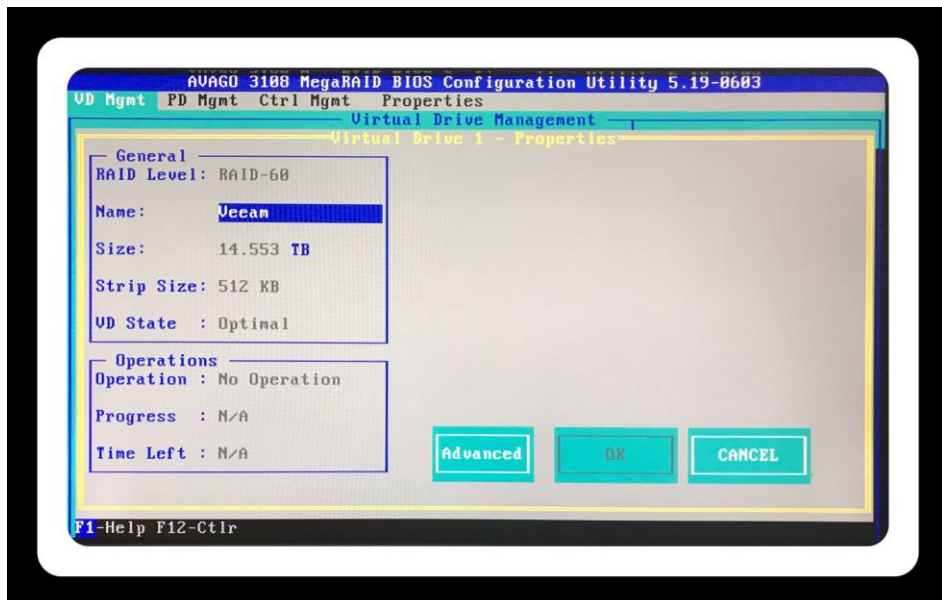 AVAGO 3108 MegaRAID BIOS Configuration Utility 5.19-0603
VD Mgmt PD Mgmt Ctrl Mgmt Properties
Virtual Drive Management
Virtual Drive 1 - Properties
General
RAID Level: RAID-60
Name: Veeam
Size: 14.553 TB
Strip Size: 512 KB
VD State : Optimal
Operations
Operation : No Operation
Progress : N/A
Time Left : N/A
Advanced OK CANCEL
F1-Help F12-Ctlr